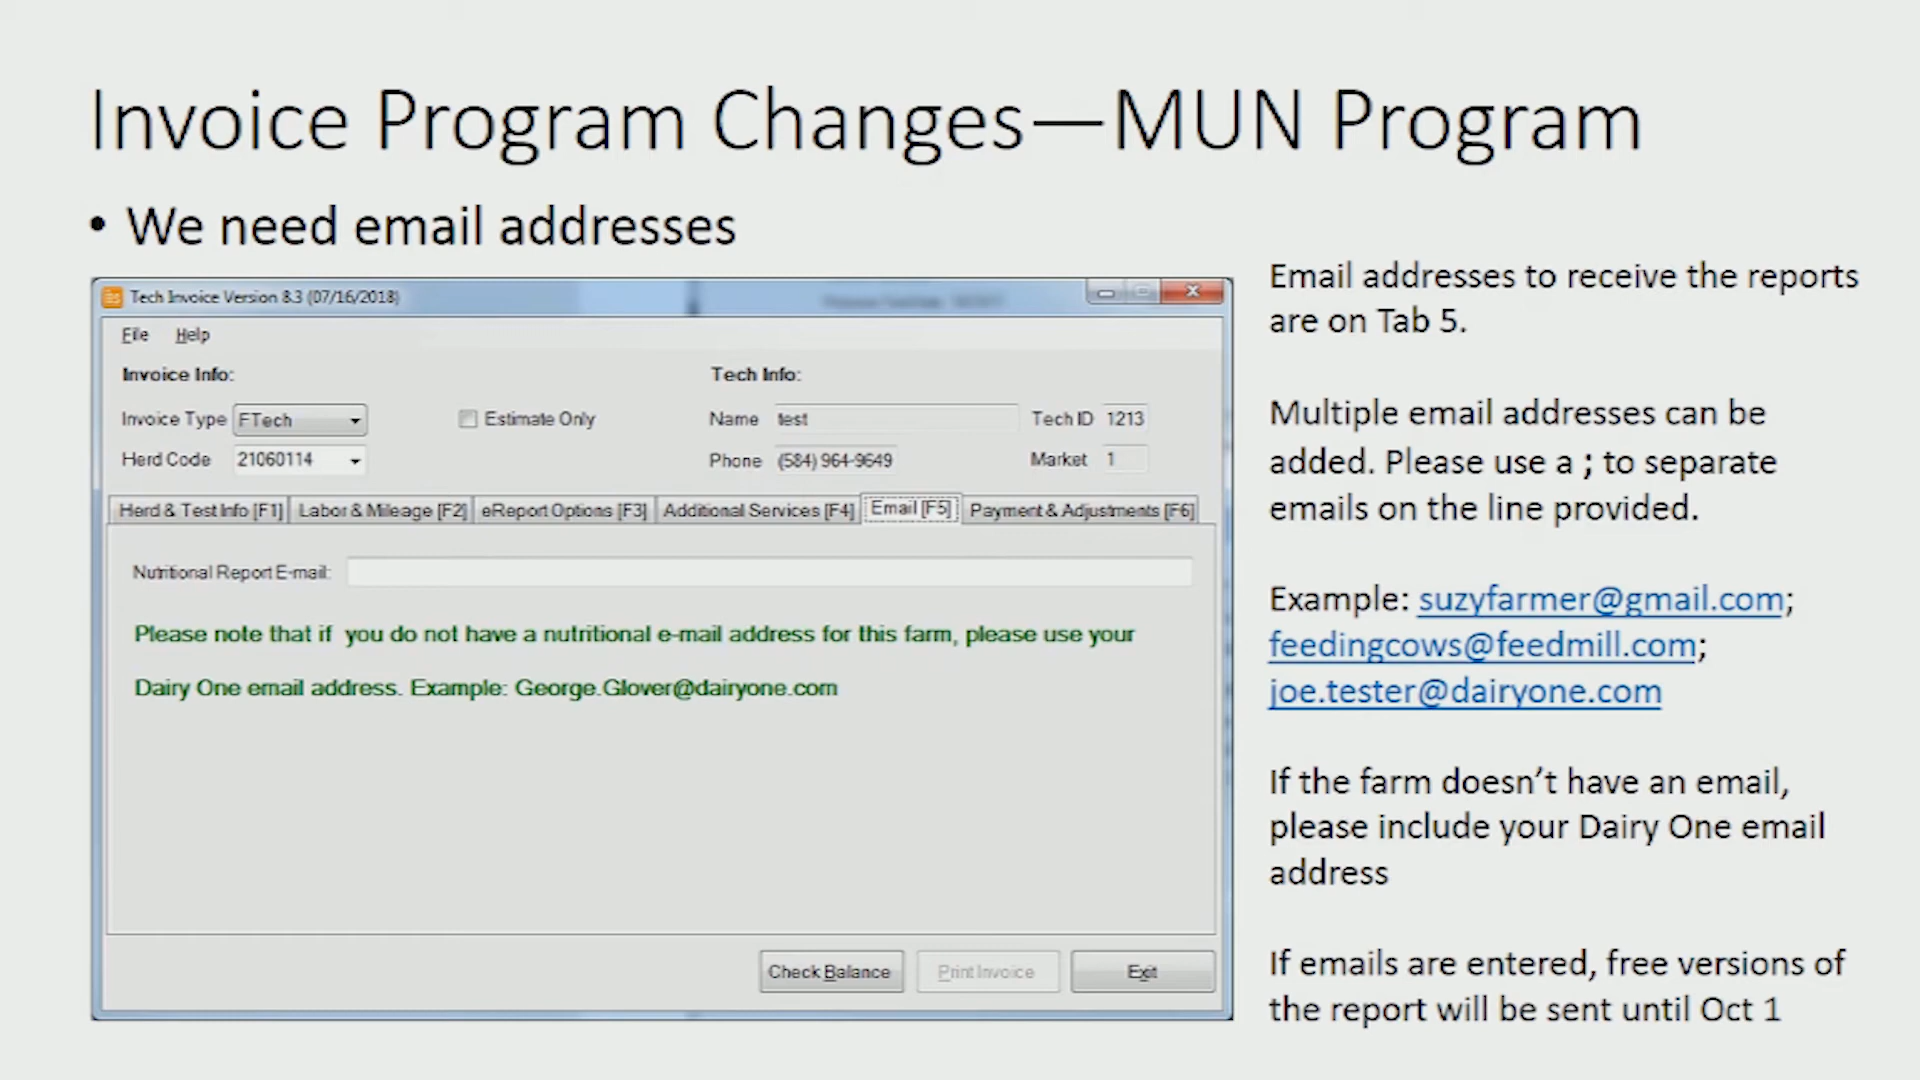 Invoice Program Changes—MUN Program
• We need email addresses
Tech Invoice Version 8.3 (07/16/2018)
File Help
Invoice Info: Tech Info:
Invoice Type FTech Estimate Only Name test Tech ID 1213
Herd Code 21060114 Phone (584) 964-9649 Market 1
Herd & Test Info [F1] Labor & Mileage [F2] eReport Options [F3] Additional Services [F4] Email [F5] Payment & Adjustments [F6]
Nutritional Report E-mail:
Please note that if you do not have a nutritional e-mail address for this farm, please use your
Dairy One email address. Example: George.Glover@dairyone.com
Check Balance Print Invoice Exit
Email addresses to receive the reports
are on Tab 5.
Multiple email addresses can be
added. Please use a ; to separate
emails on the line provided.
Example: suzyfarmer@gmail.com;
feedingcows@feedmill.com;
joe.tester@dairyone.com
If the farm doesn't have an email,
please include your Dairy One email
address
If emails are entered, free versions of
the report will be sent until Oct 1